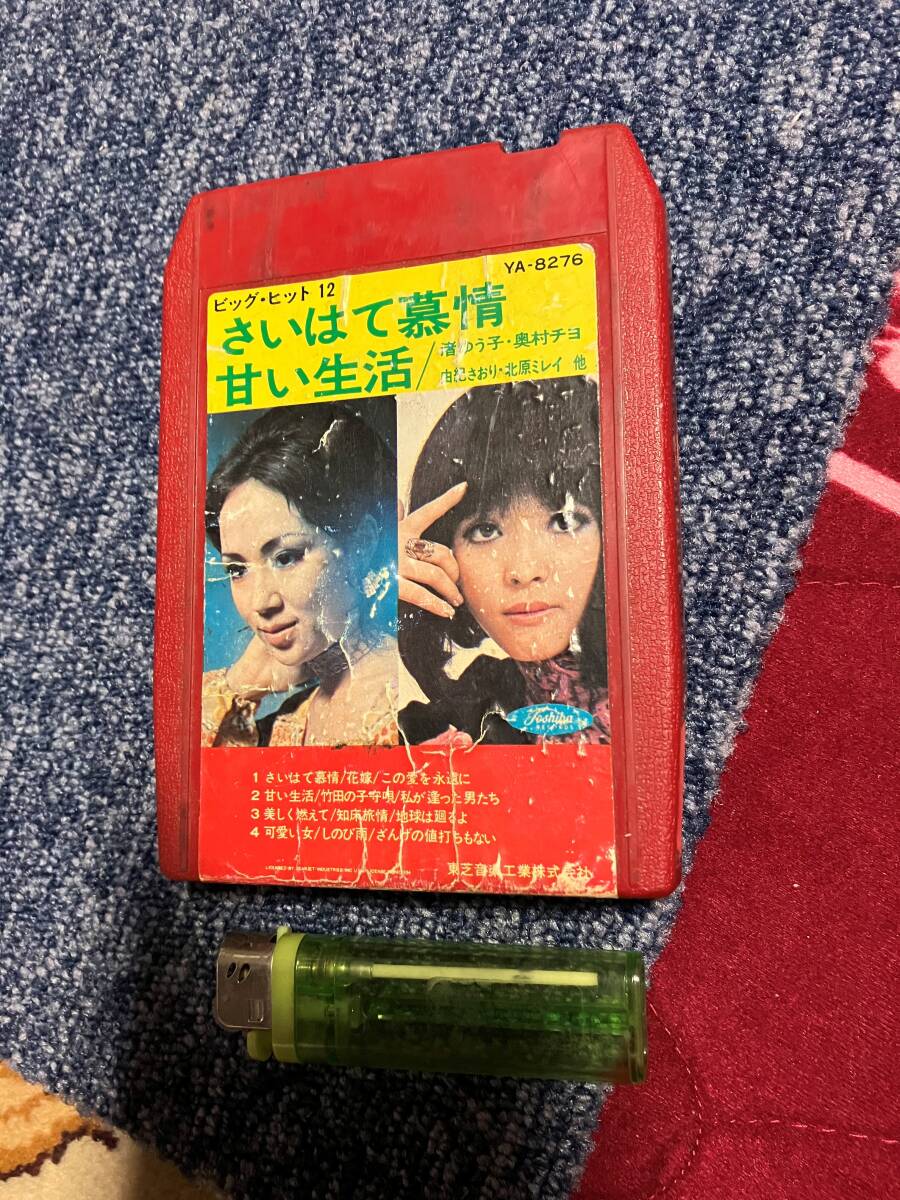 YA-8276
ビッグ・ヒット 12
さいはて慕情
甘い生活/
渚ゆう子・奥村チヨ
由紀さおり・北原ミレイ 他
Toshiba
RECORDS
1 さいはて慕情/花嫁/この愛を永遠に
2 甘い生活/竹田の子守唄/私が逢った男たち
3 美しく燃えて/知床旅情/地球は廻るよ
4 可愛い女/しのび雨/ざんげの値打ちもない
LICENSED BY LEARJET INDUSTRIES INC
東芝音楽工業株式会社